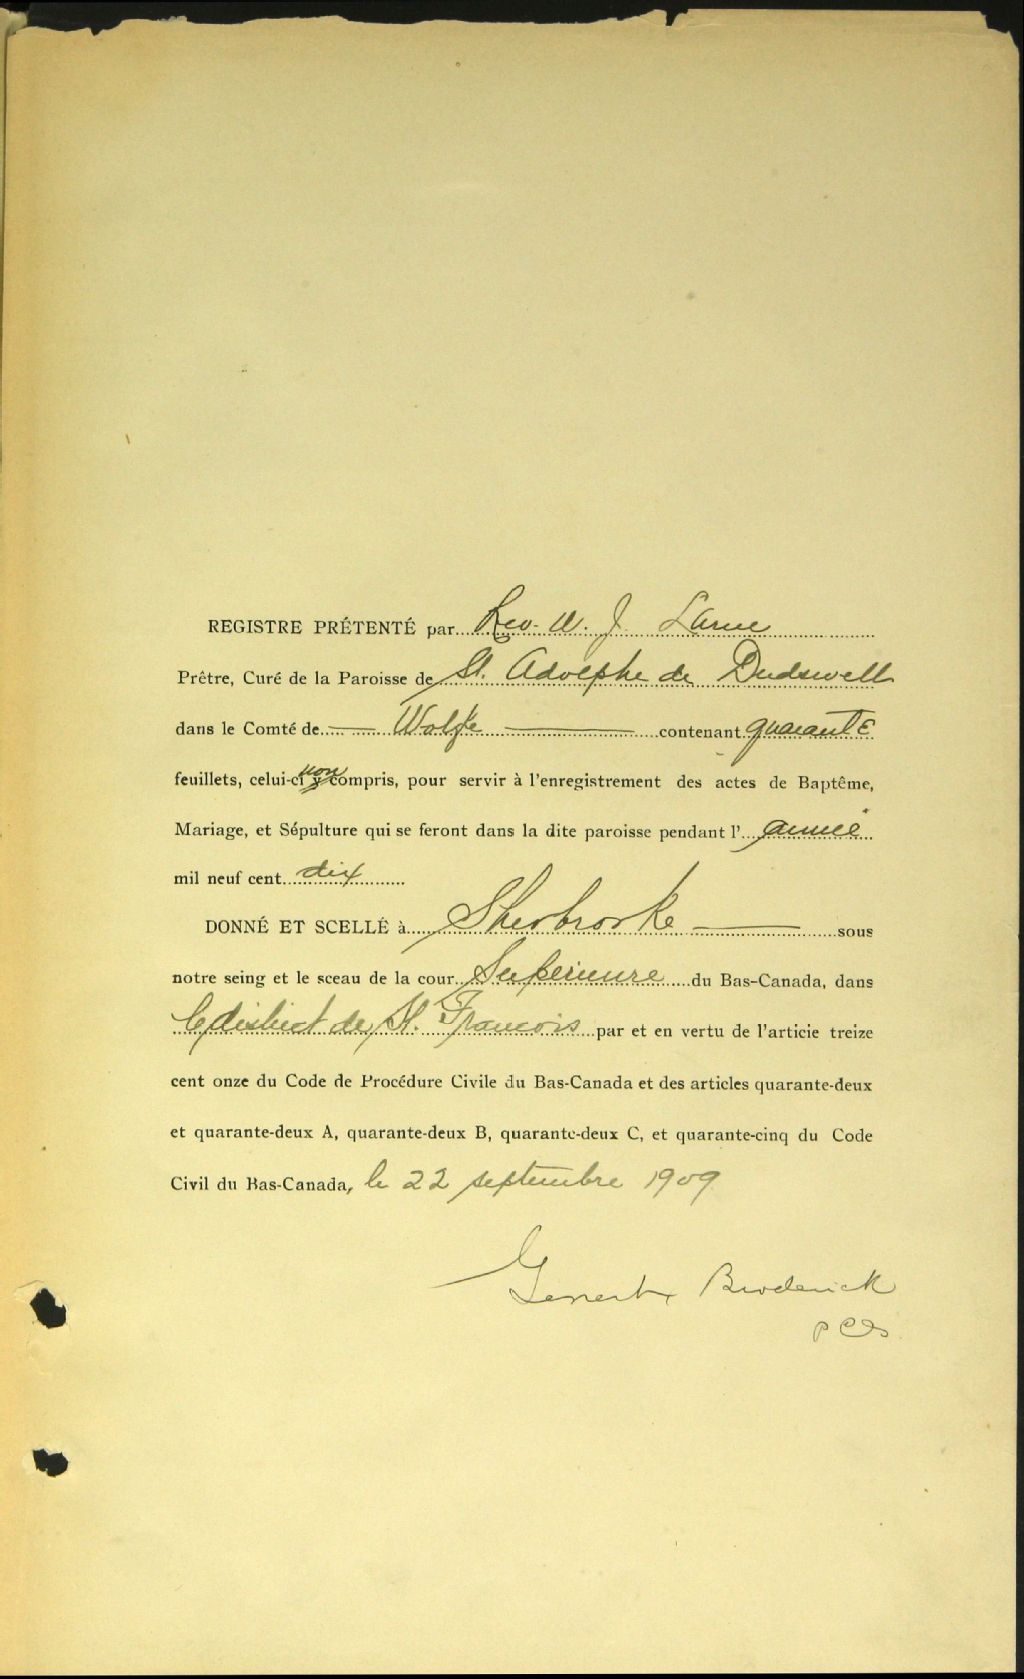 REGISTRE PRÉTENTÉ par Rev. W. J. Larue
Prêtre, Curé de la Paroisse de St. Adolphe de Dudswell
dans le Comté de Wolfe contenant quarante
feuillets, celui-ci non compris, pour servir à l'enregistrement des actes de Baptême,
Mariage, et Sépulture qui se feront dans la dite paroisse pendant l'année
mil neuf cent dix
DONNÉ ET SCELLÉ à Sherbrooke sous
notre seing et le sceau de la cour Supérieure du Bas-Canada, dans
le district de St. François par et en vertu de l'articie treize
cent onze du Code de Procédure Civile du Bas-Canada et des articles quarante-deux
et quarante-deux A, quarante-deux B, quarante-deux C, et quarante-cinq du Code
Civil du Bas-Canada, le 22 septembre 1909
Broderick
P C S